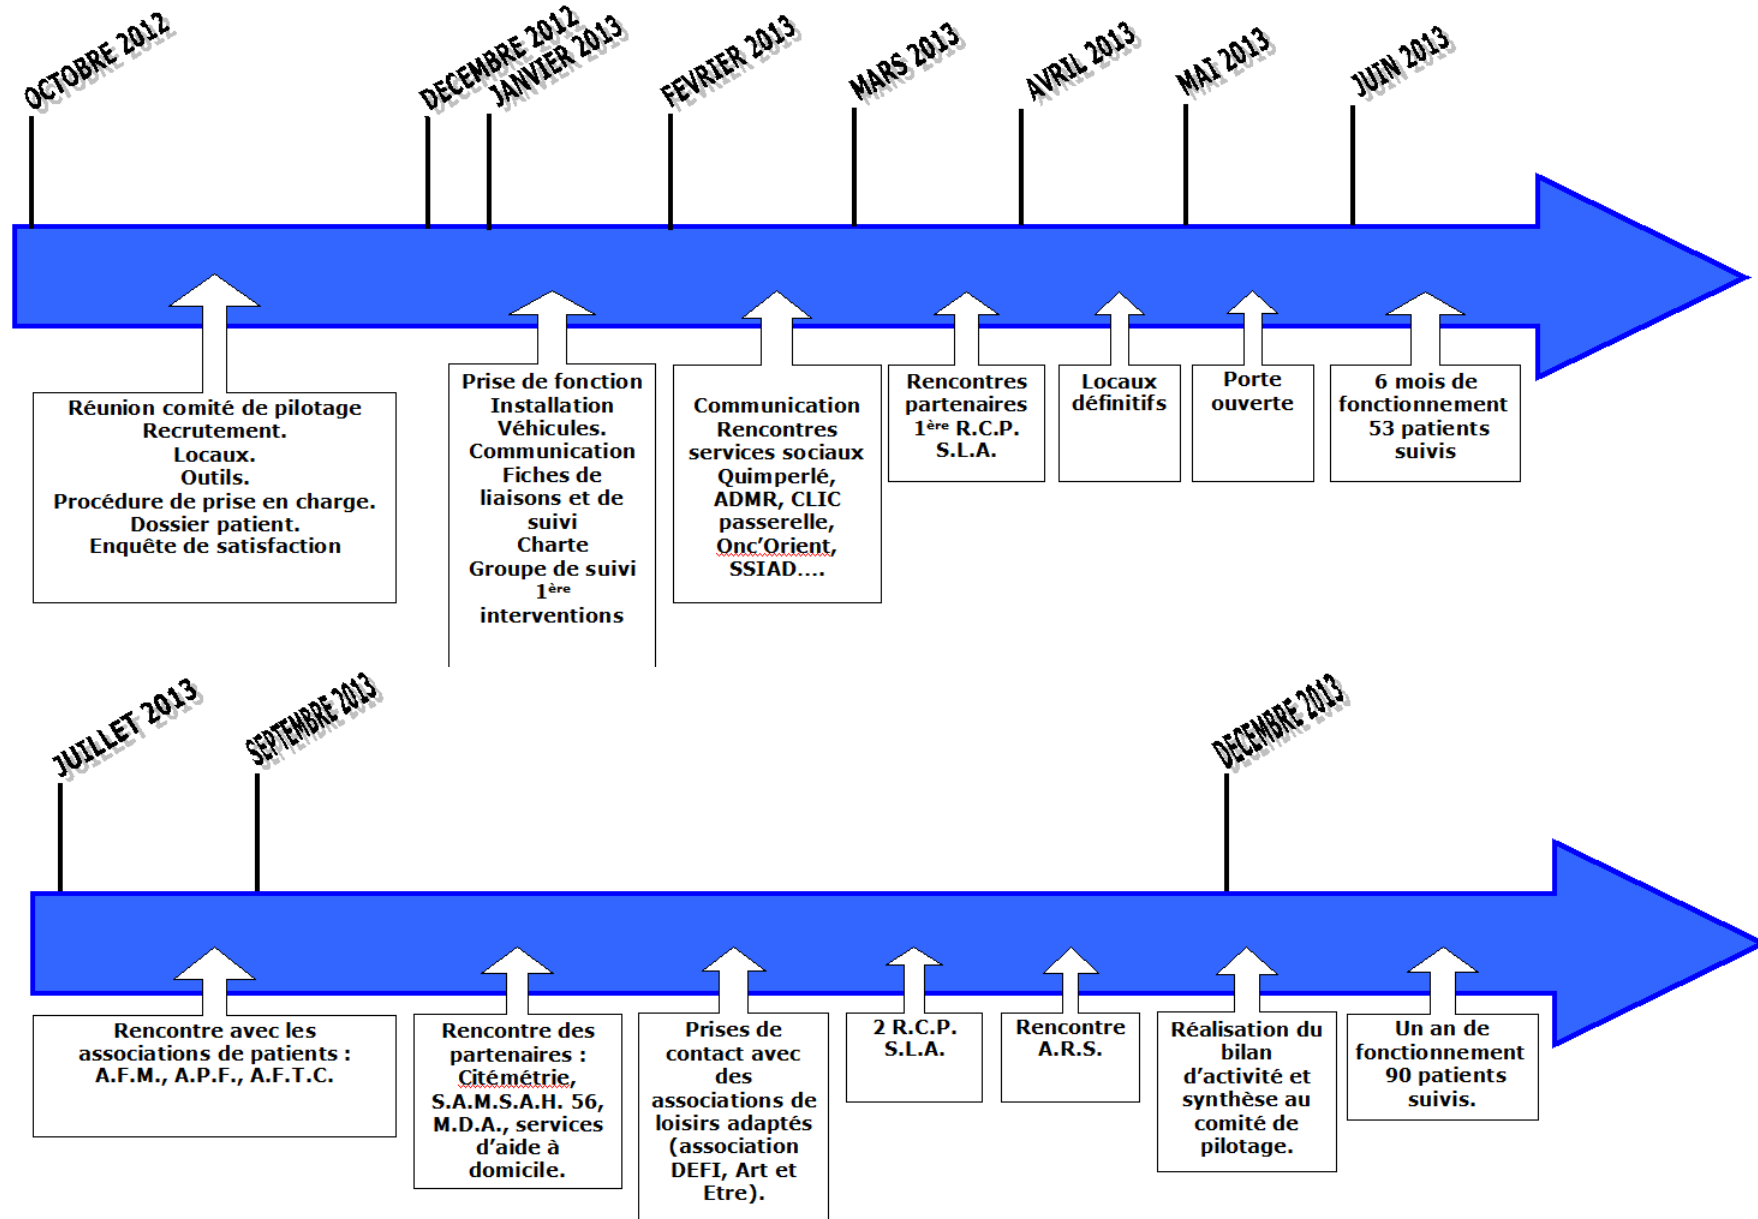 OCTOBRE 2012
DECEMBRE 2012
JANVIER 2013
FEVRIER 2013
MARS 2013
AVRIL 2013
MAI 2013
JUIN 2013
Réunion comité de pilotage
Recrutement.
Locaux.
Outils.
Procédure de prise en charge.
Dossier patient.
Enquête de satisfaction
Prise de fonction
Installation
Véhicules.
Communication
Fiches de
liaisons et de
suivi
Charte
Groupe de suivi
1ère
interventions
Communication
Rencontres
services sociaux
Quimperlé,
ADMR, CLIC
passerelle,
Onc’Orient,
SSIAD....
Rencontres
partenaires
1ère R.C.P.
S.L.A.
Locaux
définitifs
Porte
ouverte
6 mois de
fonctionnement
53 patients
suivis
JUILLET 2013
SEPTEMBRE 2013
DECEMBRE 2013
Rencontre avec les
associations de patients :
A.F.M., A.P.F., A.F.T.C.
Rencontre des
partenaires :
Citémétrie,
S.A.M.S.A.H. 56,
M.D.A., services
d’aide à
domicile.
Prises de
contact avec
des
associations de
loisirs adaptés
(association
DEFI, Art et
Etre).
2 R.C.P.
S.L.A.
Rencontre
A.R.S.
Réalisation du
bilan
d’activité et
synthèse au
comité de
pilotage.
Un an de
fonctionnement
90 patients
suivis.